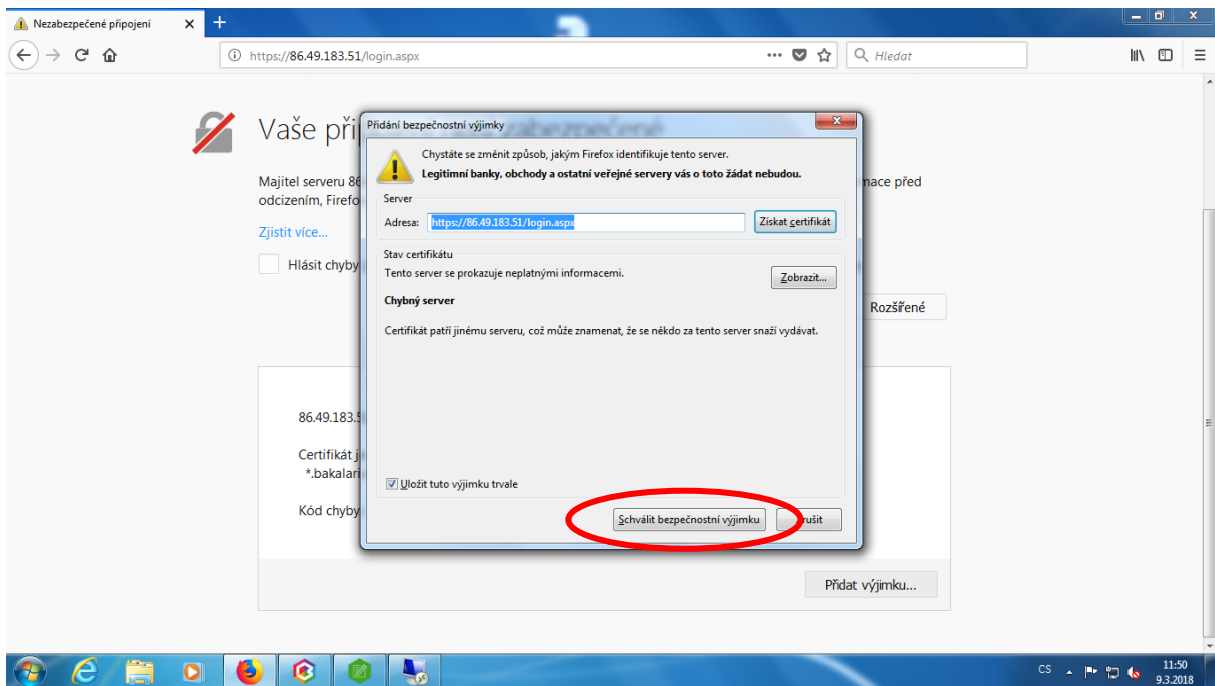 Nezabezpečené připojení
https://86.49.183.51/login.aspx
Hledat
Vaše přip
Majitel serveru 86
mace před
odcizením, Firefo
Zjistit více...
Hlásit chyby
Rozšířené
86.49.183.5
Certifikát j
*.bakalari
Kód chyby
Přidat výjimku...
Přidání bezpečnostní výjimky
Chystáte se změnit způsob, jakým Firefox identifikuje tento server.
Legitimní banky, obchody a ostatní veřejné servery vás o toto žádat nebudou.
Server
Adresa: https://86.49.183.51/login.aspx Získat certifikát
Stav certifikátu
Tento server se prokazuje neplatnými informacemi.
Zobrazit...
Chybný server
Certifikát patří jinému serveru, což může znamenat, že se někdo za tento server snaží vydávat.
Uložit tuto výjimku trvale
Schválit bezpečnostní výjimku
rušit
CS
11:50
9.3.2018